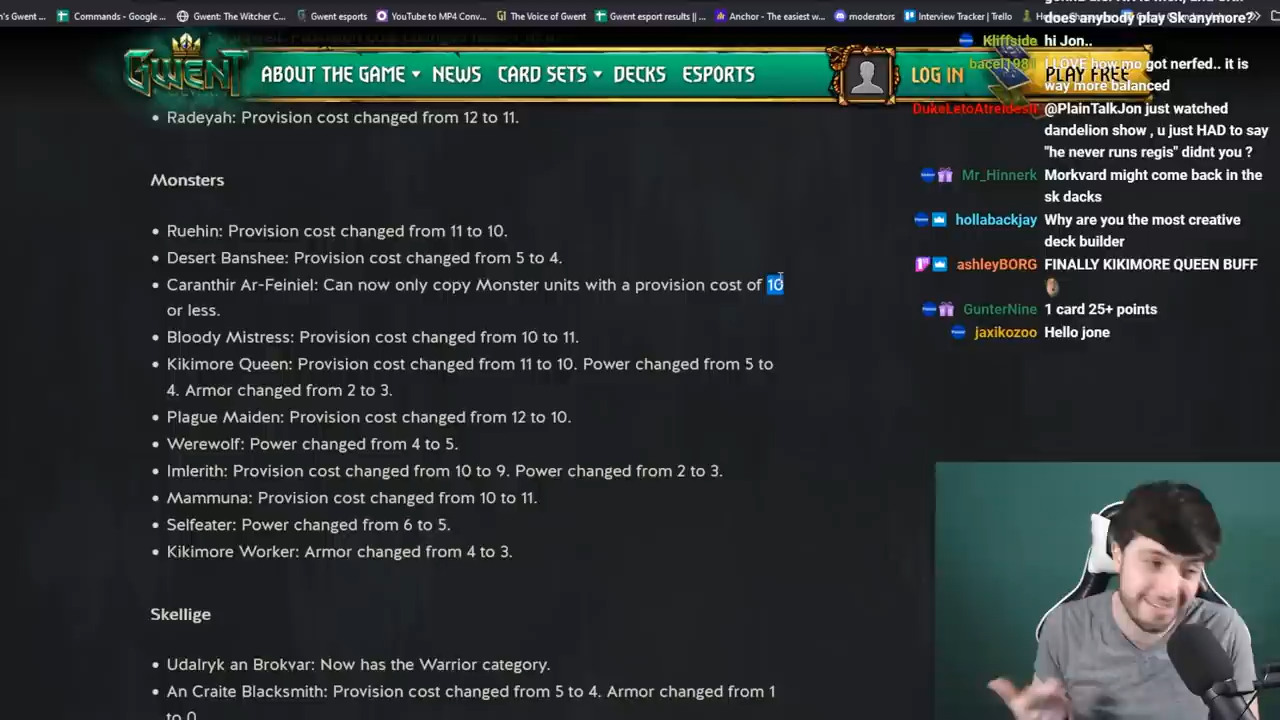 's Gwent ...
Commands - Google ...
Gwent: The Witcher C...
Gwent esports
YouTube to MP4 Conv...
The Voice of Gwent
Gwent esport results || ...
Anchor - The easiest w...
moderators
Interview Tracker | Trello
GWENT
ABOUT THE GAME
NEWS
CARD SETS
DECKS
ESPORTS
LOG IN
PLAY FREE
• Radeyah: Provision cost changed from 12 to 11.
Monsters
• Ruehin: Provision cost changed from 11 to 10.
• Desert Banshee: Provision cost changed from 5 to 4.
• Caranthir Ar-Feiniel: Can now only copy Monster units with a provision cost of 10
or less.
• Bloody Mistress: Provision cost changed from 10 to 11.
• Kikimore Queen: Provision cost changed from 11 to 10. Power changed from 5 to
4. Armor changed from 2 to 3.
• Plague Maiden: Provision cost changed from 12 to 10.
• Werewolf: Power changed from 4 to 5.
• Imlerith: Provision cost changed from 10 to 9. Power changed from 2 to 3.
• Mammuna: Provision cost changed from 10 to 11.
• Selfeater: Power changed from 6 to 5.
• Kikimore Worker: Armor changed from 4 to 3.
Skellige
• Udalryk an Brokvar: Now has the Warrior category.
• An Craite Blacksmith: Provision cost changed from 5 to 4. Armor changed from 1
to 0.
does anybody play Sk anymore?
Kliffside hi Jon..
I LOVE how mo got nerfed.. it is
way more balanced
DukeLetoAtreidesII @PlainTalkJon just watched
dandelion show , u just HAD to say
"he never runs regis" didnt you ?
Mr_Hinnerk Morkvard might come back in the
sk dacks
hollabackjay Why are you the most creative
deck builder
ashleyBORG FINALLY KIKIMORE QUEEN BUFF
GunterNine 1 card 25+ points
jaxikozoo Hello jone